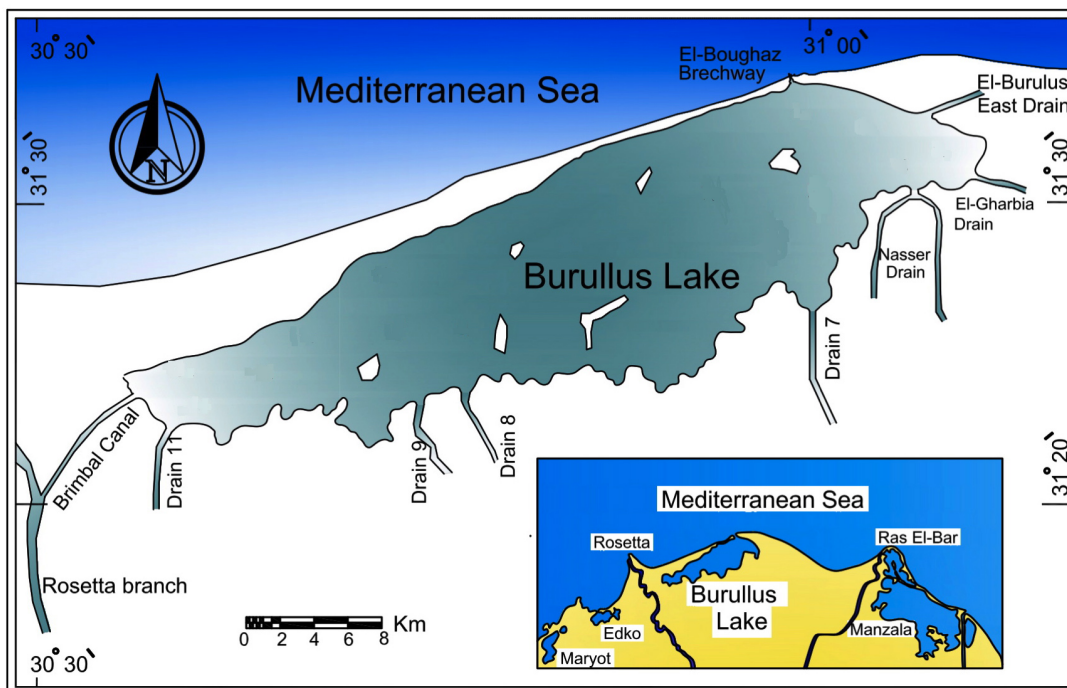 30° 30'
31° 00'
El-Boughaz
Brechway
Mediterranean Sea
El-Burulus
East Drain
31° 30'
31° 30'
N
El-Gharbia
Drain
Nasser
Drain
Burullus Lake
Drain 7
Brimbal Canal
Drain 11
Drain 9
Drain 8
31° 20'
Rosetta branch
0 2 4 6 8 Km
30° 30'
Mediterranean Sea
Rosetta
Ras El-Bar
Burullus
Lake
Edko
Manzala
Maryot